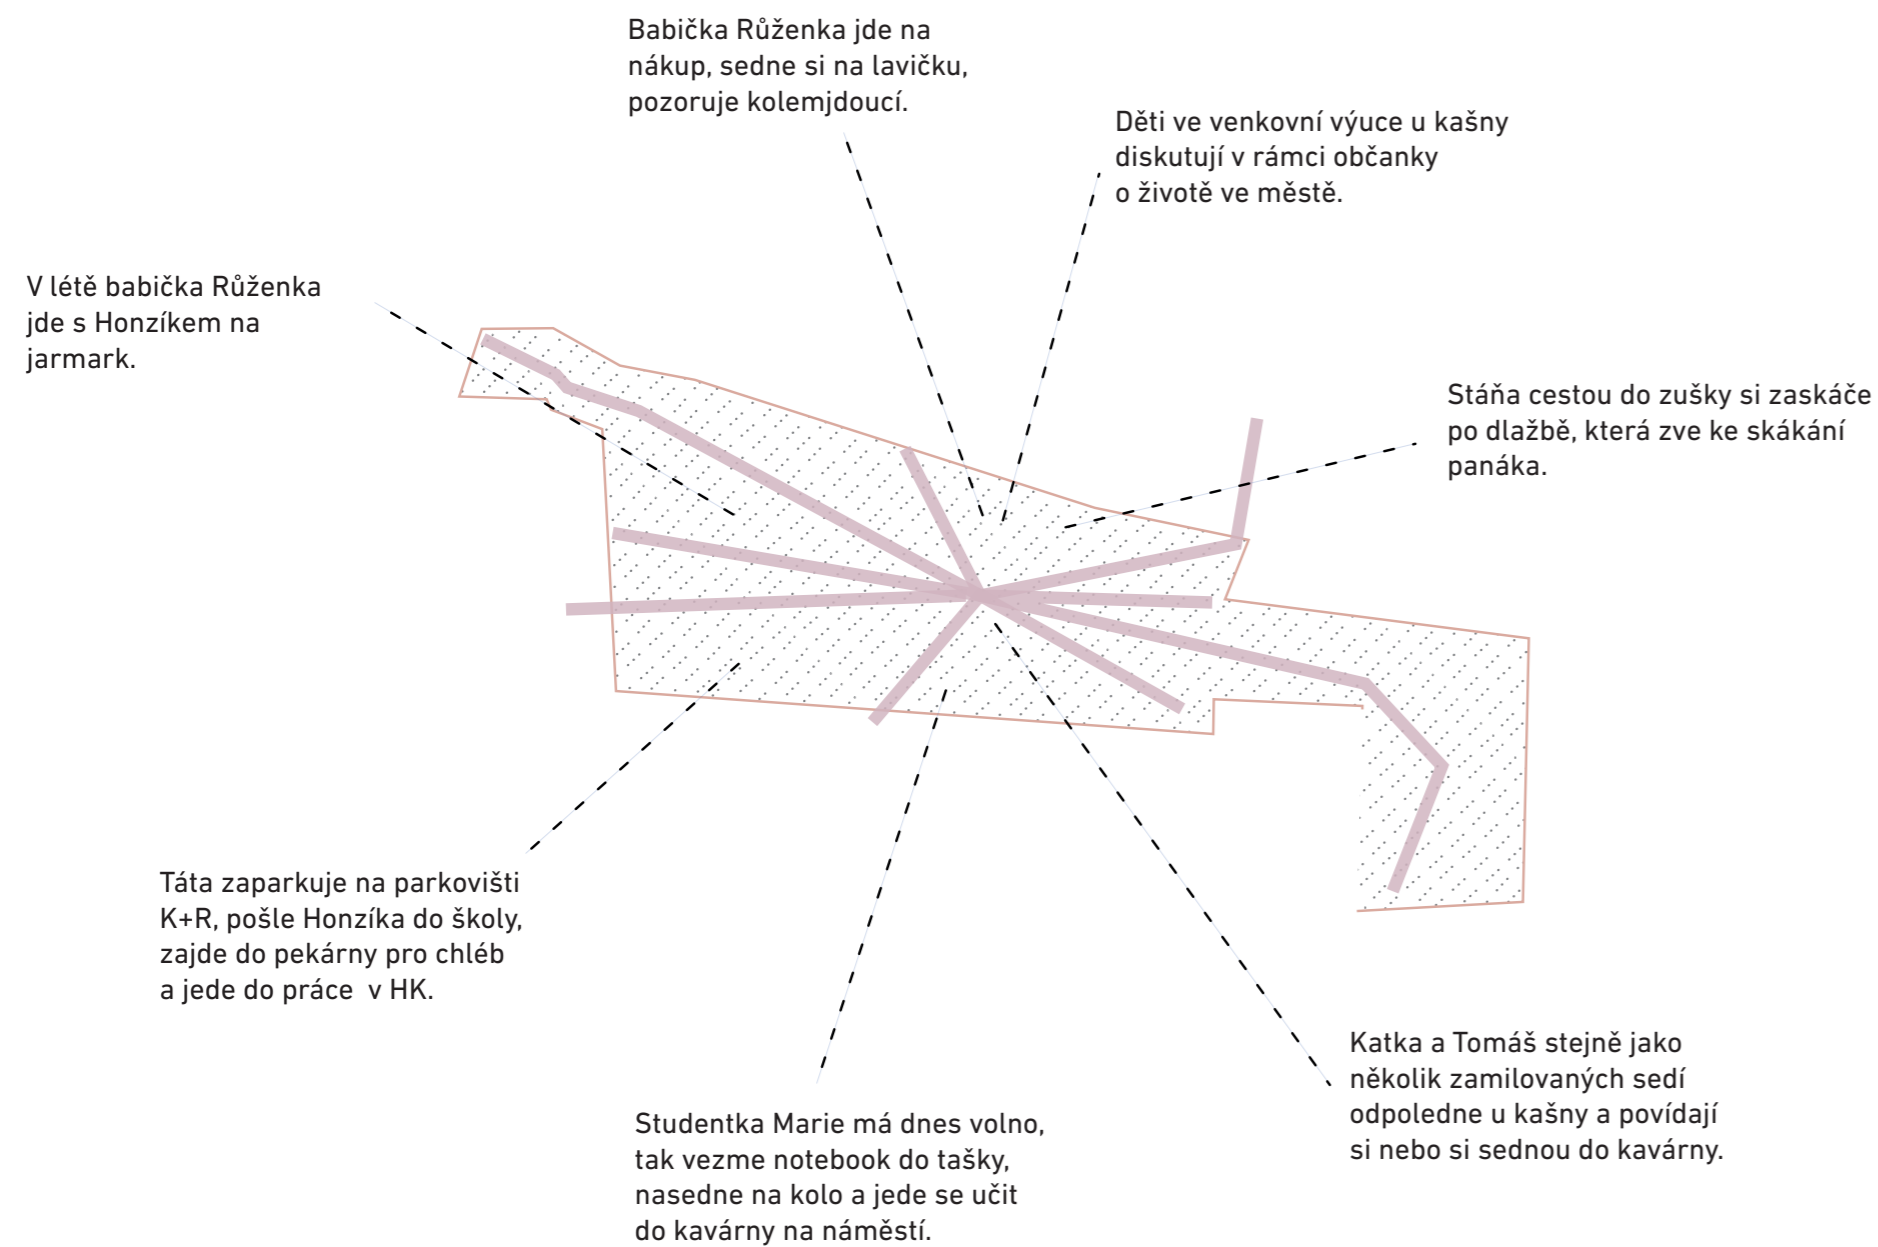 Babička Růženka jde na
nákup, sedne si na lavičku,
pozoruje kolemjdoucí.
Děti ve venkovní výuce u kašny
diskutují v rámci občanky
o životě ve městě.
V létě babička Růženka
jde s Honzíkem na
jarmark.
Stáňa cestou do zušky si zaskáče
po dlažbě, která zve ke skákání
panáka.
Táta zaparkuje na parkovišti
K+R, pošle Honzíka do školy,
zajde do pekárny pro chléb
a jede do práce  v HK.
Katka a Tomáš stejně jako
několik zamilovaných sedí
odpoledne u kašny a povídají
si nebo si sednou do kavárny.
Studentka Marie má dnes volno,
tak vezme notebook do tašky,
nasedne na kolo a jede se učit
do kavárny na náměstí.